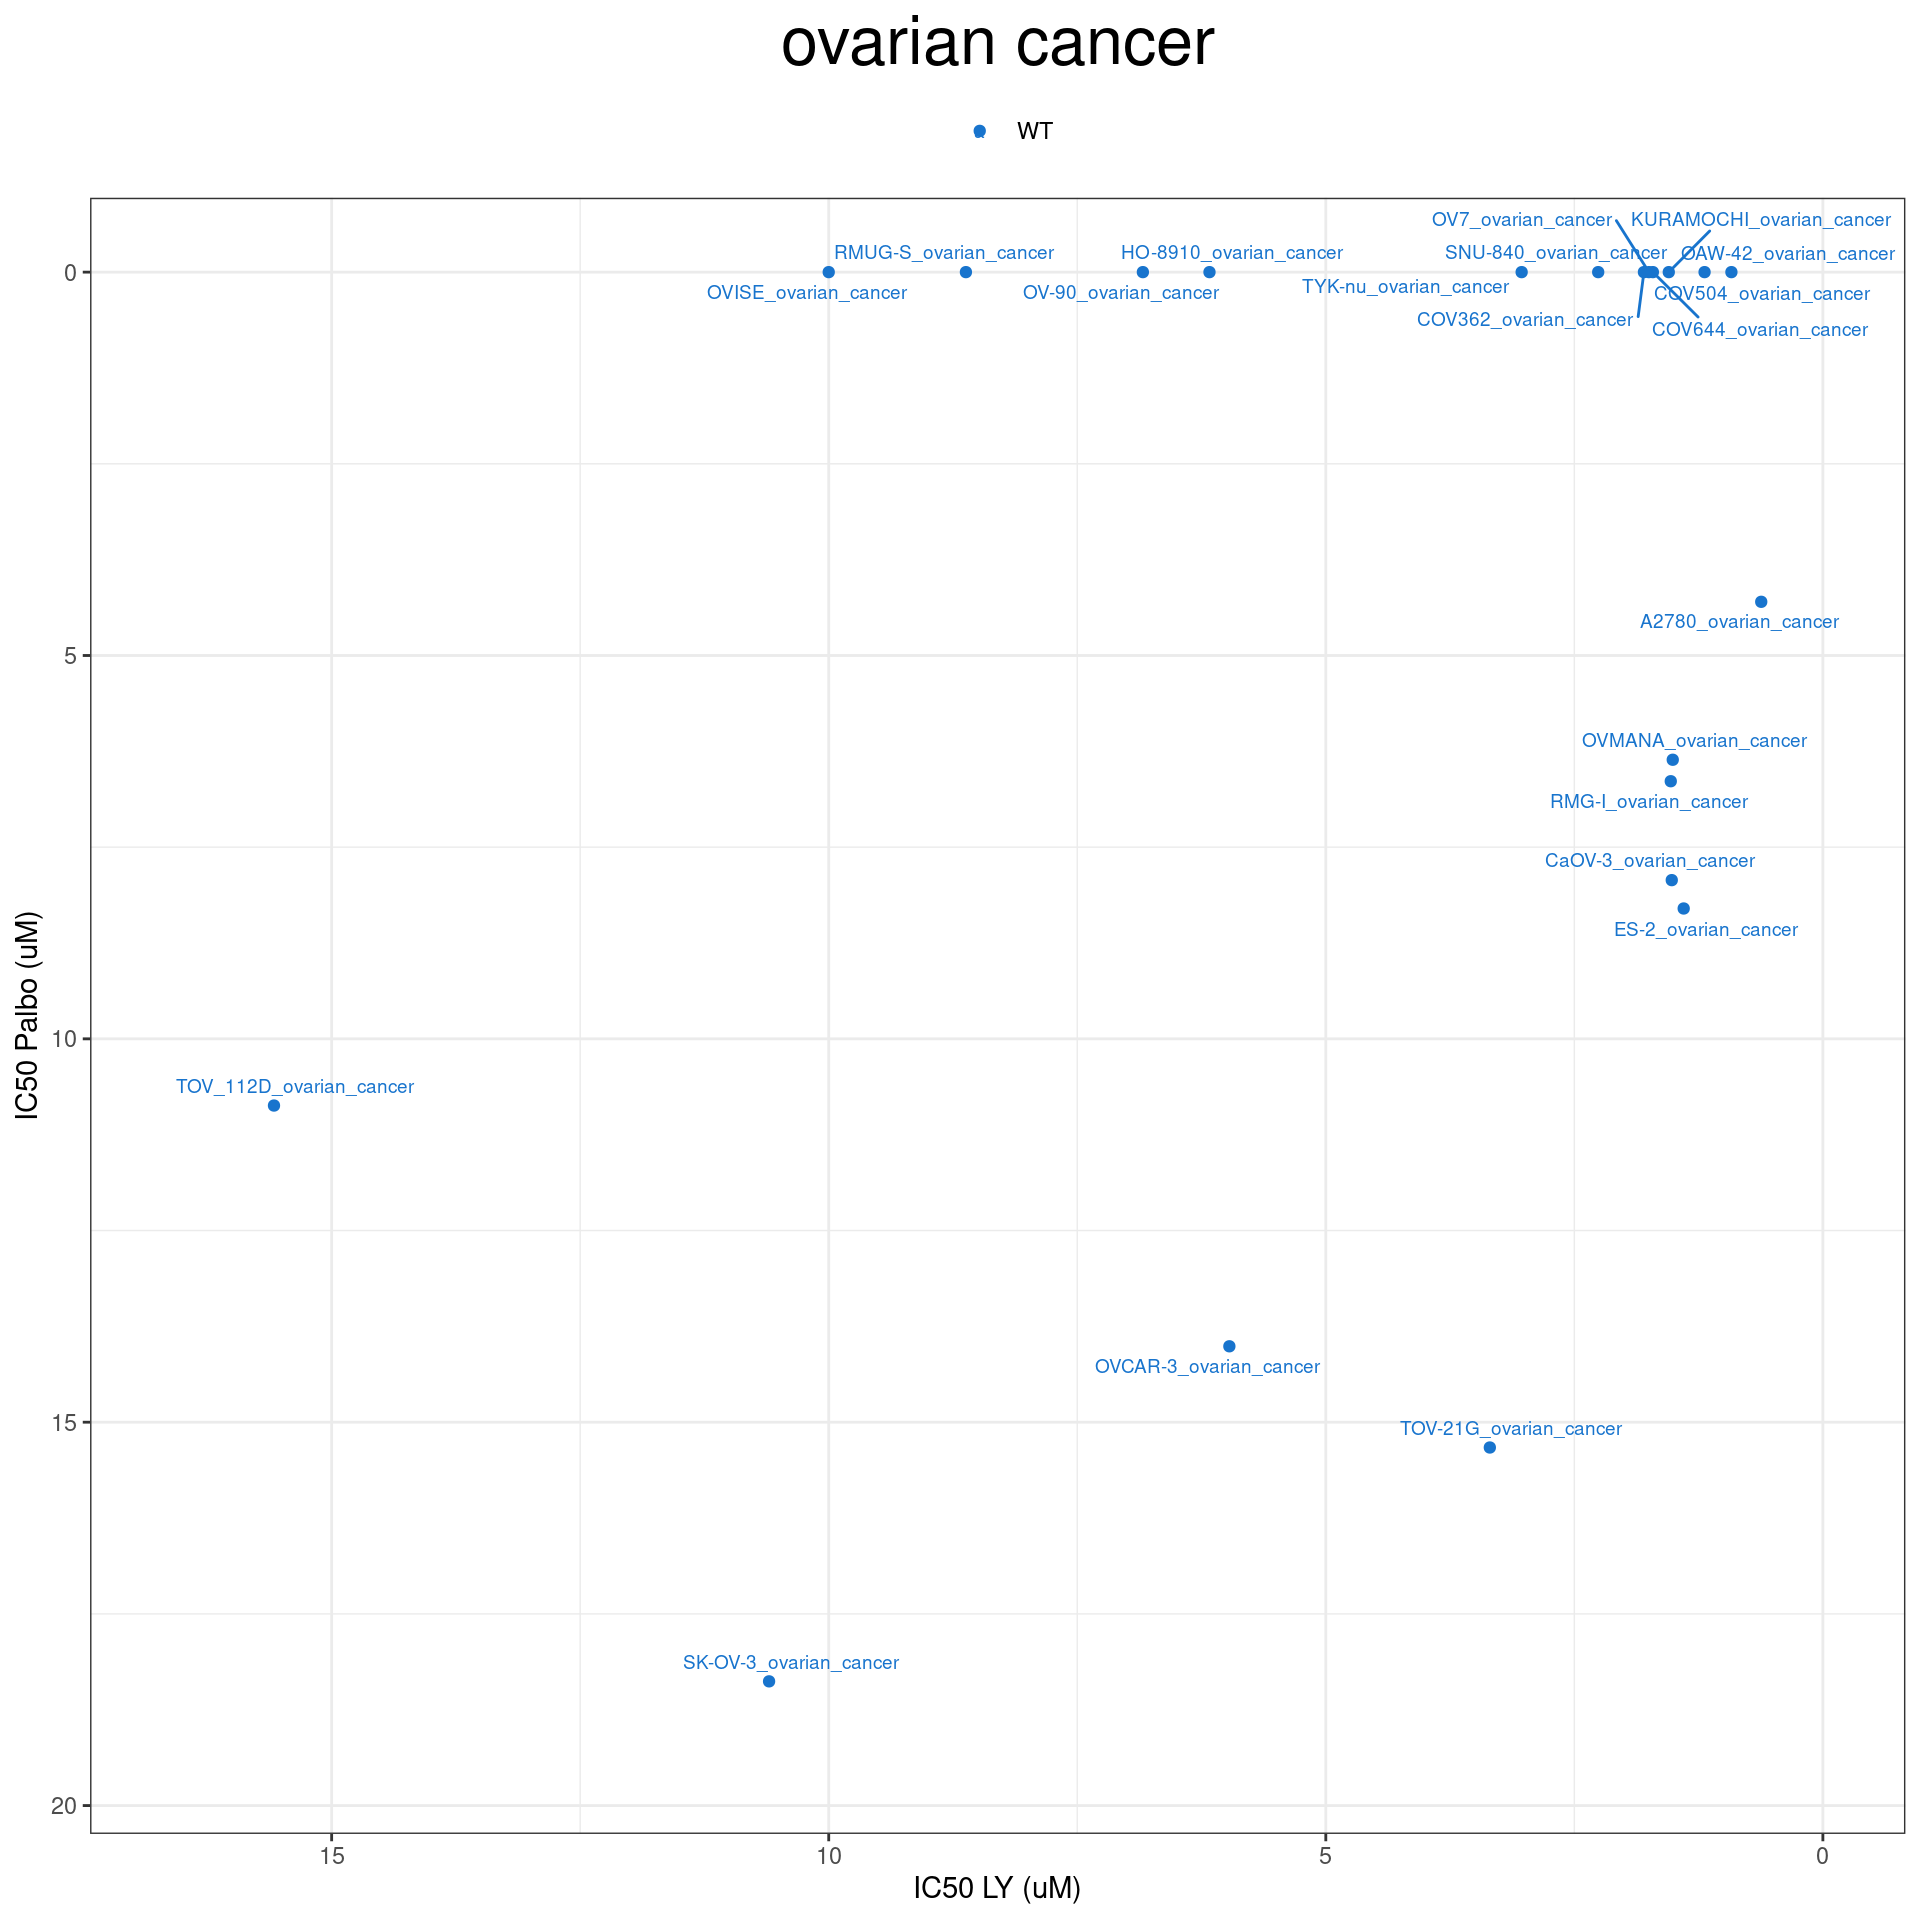 ovarian cancer
WT
OV7_ovarian_cancer
KURAMOCHI_ovarian_cancer
RMUG-S_ovarian_cancer
HO-8910_ovarian_cancer
SNU-840_ovarian_cancer
OAW-42_ovarian_cancer
0
OVISE_ovarian_cancer
OV-90_ovarian_cancer
TYK-nu_ovarian_cancer
COV504_ovarian_cancer
COV362_ovarian_cancer
COV644_ovarian_cancer
A2780_ovarian_cancer
5
OVMANA_ovarian_cancer
RMG-I_ovarian_cancer
CaOV-3_ovarian_cancer
ES-2_ovarian_cancer
IC50 Palbo (uM)
10
TOV_112D_ovarian_cancer
OVCAR-3_ovarian_cancer
15
TOV-21G_ovarian_cancer
SK-OV-3_ovarian_cancer
20
15
10
5
0
IC50 LY (uM)